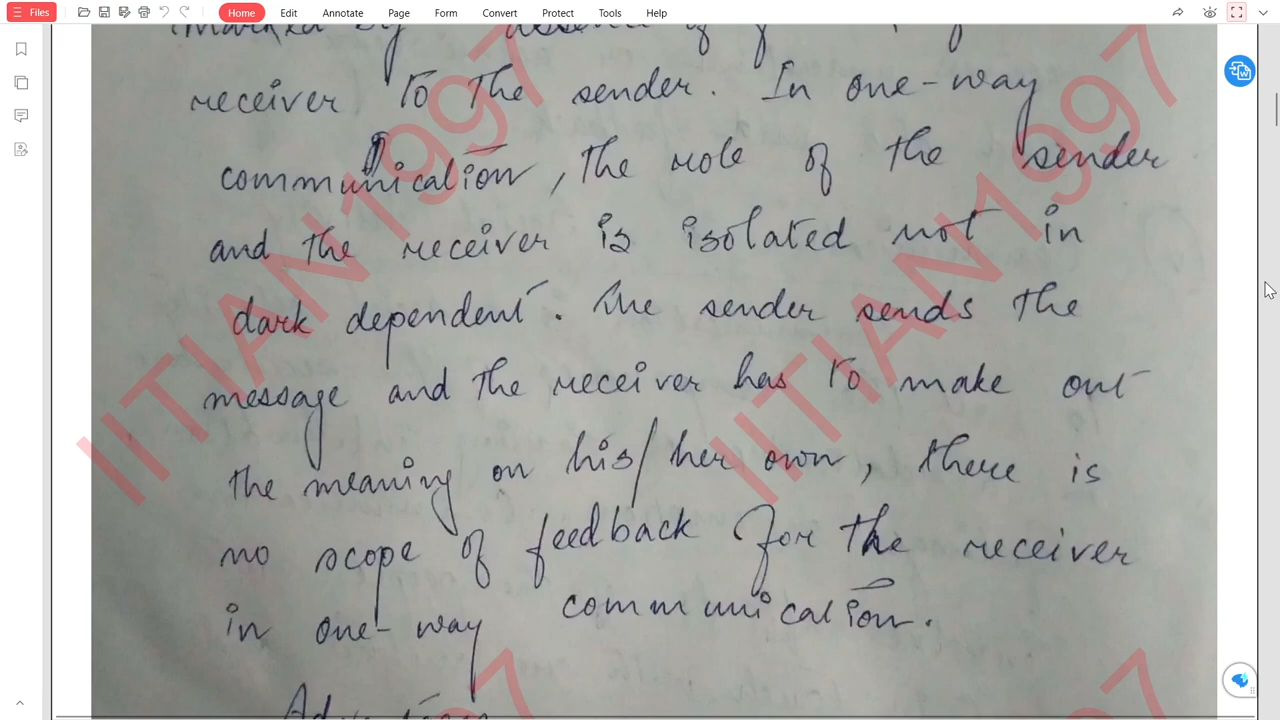 Files
Home Edit Annotate Page Form Convert Protect Tools Help
receiver to the sender. In one-way
communication, the role of the sender
and the receiver is isolated not in
dark dependent. The sender sends the
message and the receiver has to make out
the meaning on his/her own, there is
no scope of feedback for the receiver
in one-way communication.
IITIAN1997
IITIAN1997